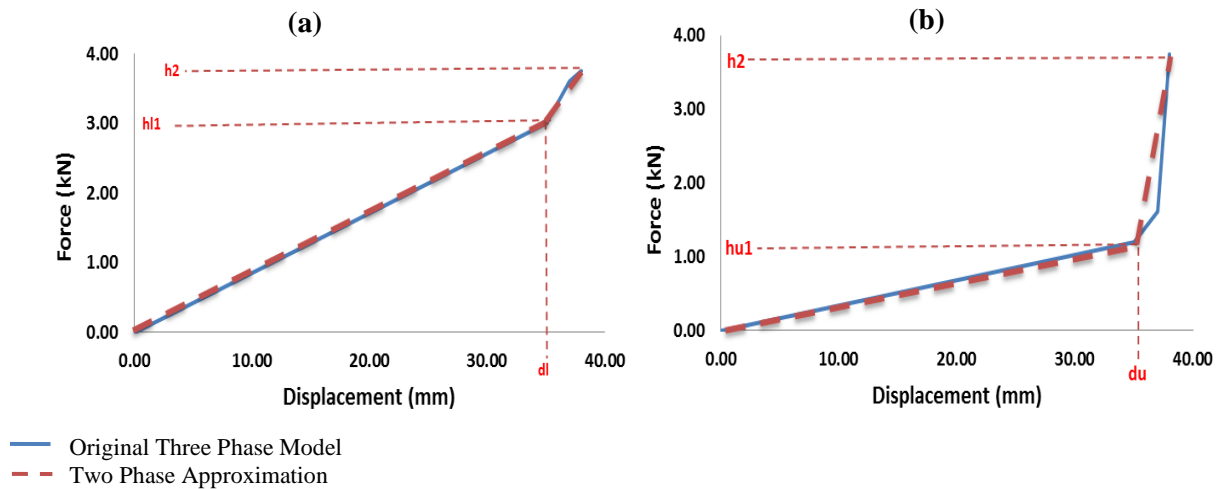 (a)
4.00
h2
3.00
hl1
2.00
1.00
0.00
Force (kN)
0.00 10.00 20.00 30.00 40.00
dl
Displacement (mm)
(b)
4.00
h2
3.00
2.00
hu1
1.00
0.00
Force (kN)
0.00 10.00 20.00 30.00 40.00
du
Displacement (mm)
Original Three Phase Model
Two Phase Approximation